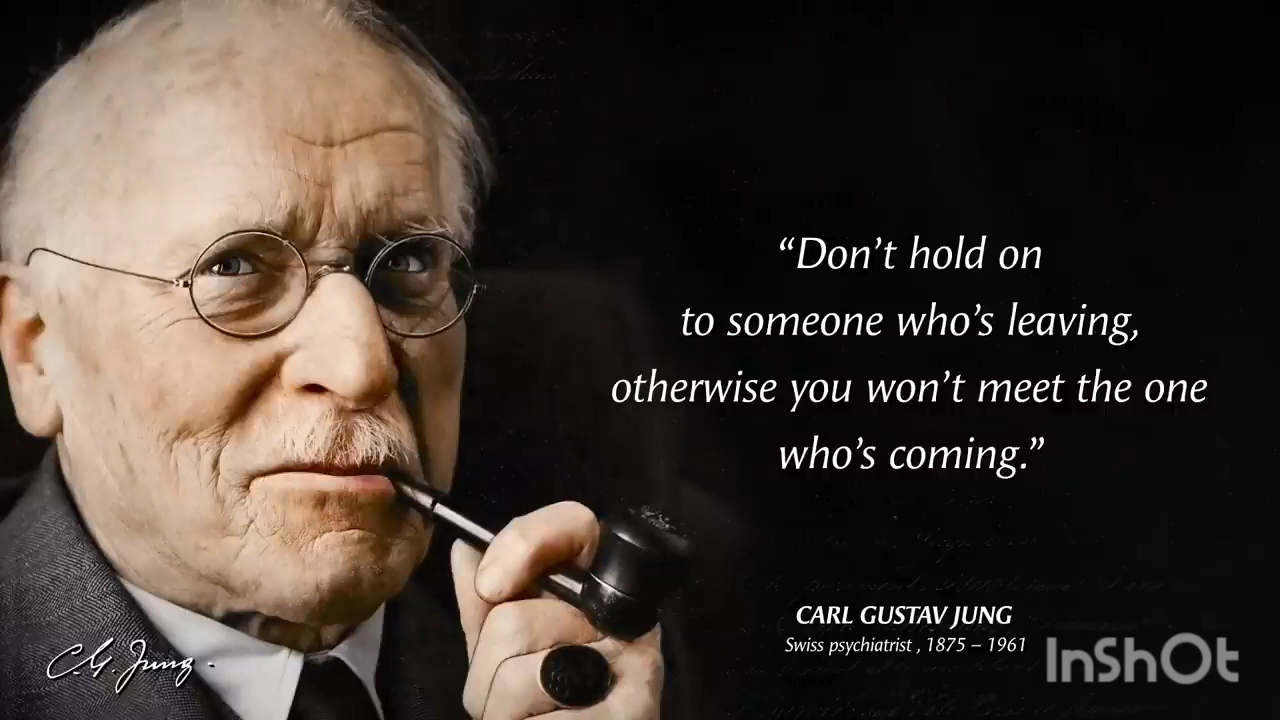 “Don’t hold on
to someone who’s leaving,
otherwise you won’t meet the one
who’s coming.”
CARL GUSTAV JUNG
Swiss psychiatrist , 1875 – 1961
C. G. Jung.
InShOt